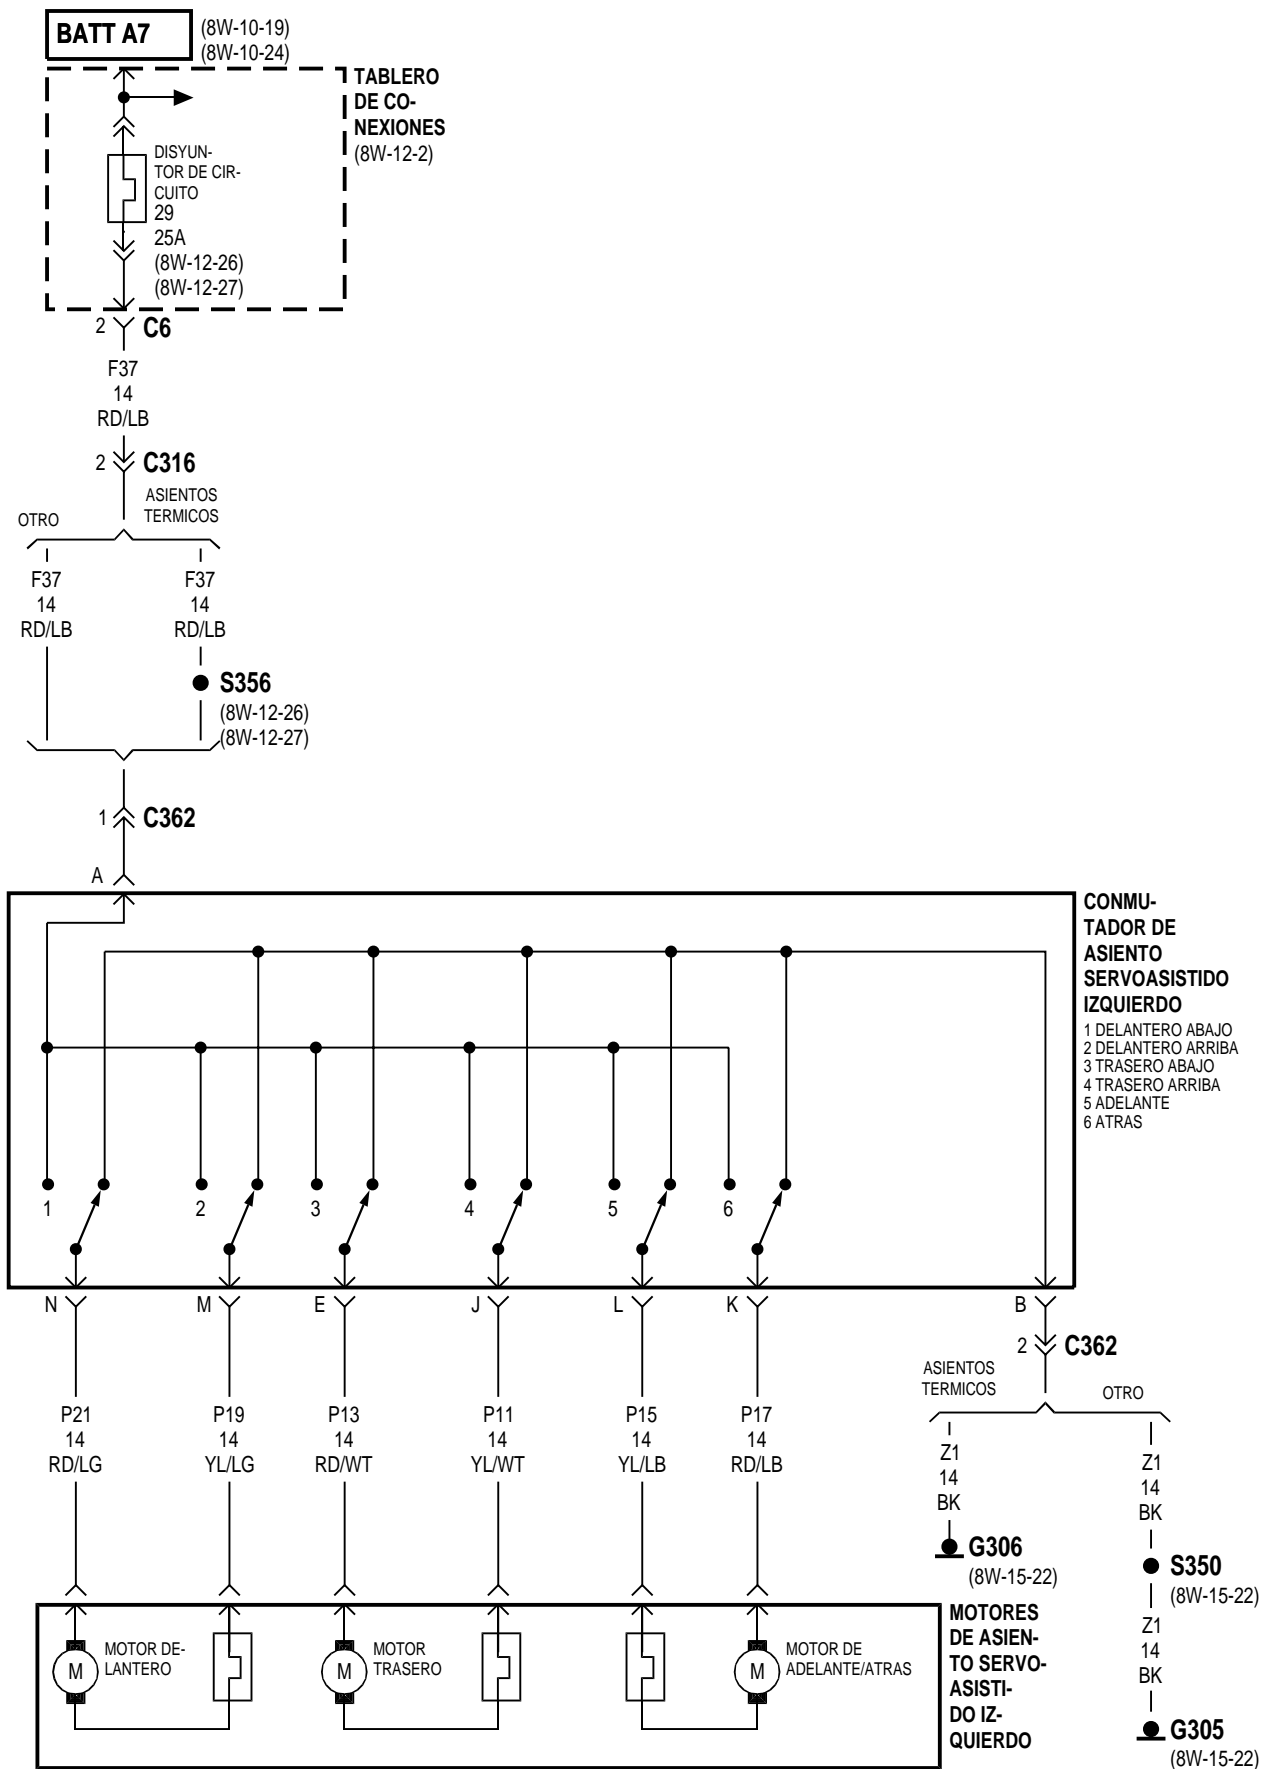 BATT A7
(8W-10-19)
(8W-10-24)
TABLERO
DE CO-
NEXIONES
(8W-12-2)
DISYUN-
TOR DE CIR-
CUITO
29
25A
(8W-12-26)
(8W-12-27)
2
C6
F37
14
RD/LB
2
C316
OTRO
ASIENTOS
TERMICOS
F37
14
RD/LB
F37
14
RD/LB
S356
(8W-12-26)
(8W-12-27)
1
C362
A
CONMU-
TADOR DE
ASIENTO
SERVOASISTIDO
IZQUIERDO
1 DELANTERO ABAJO
2 DELANTERO ARRIBA
3 TRASERO ABAJO
4 TRASERO ARRIBA
5 ADELANTE
6 ATRAS
1
2
3
4
5
6
N
M
E
J
L
K
B
2
C362
ASIENTOS
TERMICOS
OTRO
P21
14
RD/LG
P19
14
YL/LG
P13
14
RD/WT
P11
14
YL/WT
P15
14
YL/LB
P17
14
RD/LB
Z1
14
BK
G306
(8W-15-22)
Z1
14
BK
S350
(8W-15-22)
Z1
14
BK
G305
(8W-15-22)
MOTORES
DE ASIEN-
TO SERVO-
ASISTI-
DO IZ-
QUIERDO
M
MOTOR DE-
LANTERO
M
MOTOR
TRASERO
M
MOTOR DE
ADELANTE/ATRAS